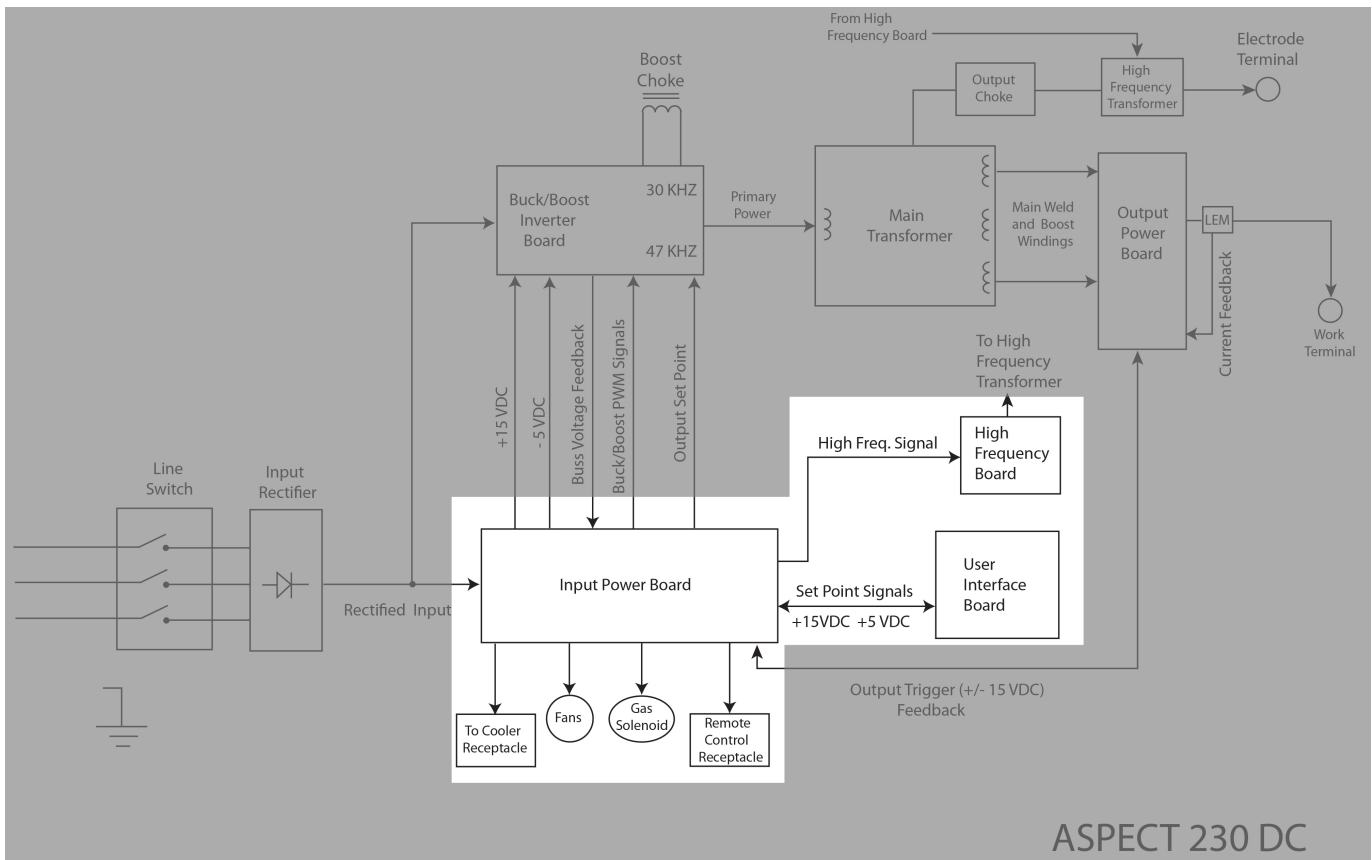 From High
Frequency Board
Electrode
Terminal
Boost
Choke
Output
Choke
High
Frequency
Transformer
Buck/Boost
Inverter
Board
30 KHZ
47 KHZ
Primary
Power
Main
Transformer
Main Weld
and Boost
Windings
Output
Power
Board
LEM
Current Feedback
Work
Terminal
+15 VDC
- 5 VDC
Buss Voltage Feedback
Buck/Boost PWM Signals
Output Set Point
To High
Frequency
Transformer
High Freq. Signal
High
Frequency
Board
Line
Switch
Input
Rectifier
Rectified Input
Input Power Board
Set Point Signals
+15VDC +5 VDC
User
Interface
Board
Output Trigger (+/- 15 VDC)
Feedback
To Cooler
Receptacle
Fans
Gas
Solenoid
Remote
Control
Receptacle
ASPECT 230 DC